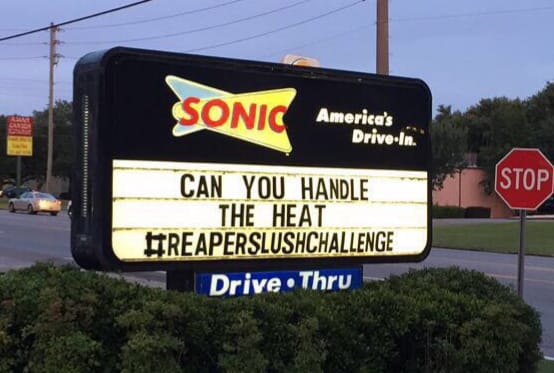 SONIC
America's
Drive-In.
CAN YOU HANDLE
THE HEAT
#REAPERSLUSHCHALLENGE
Drive • Thru
STOP